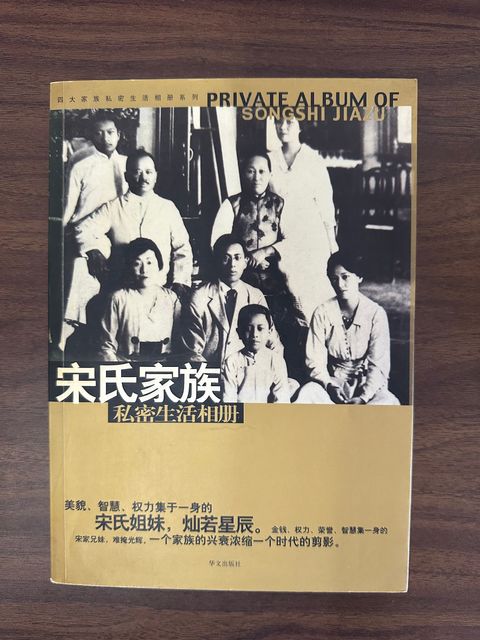 四大家族私密生活相册系列
PRIVATE ALBUM OF
SONGSHI JIAZU
宋氏家族
私密生活相册
美貌、智慧、权力集于一身的
宋氏姐妹，灿若星辰。金钱、权力、荣誉、智慧集一身的
宋家兄妹，难掩光辉，一个家族的兴衰浓缩一个时代的剪影。
华文出版社